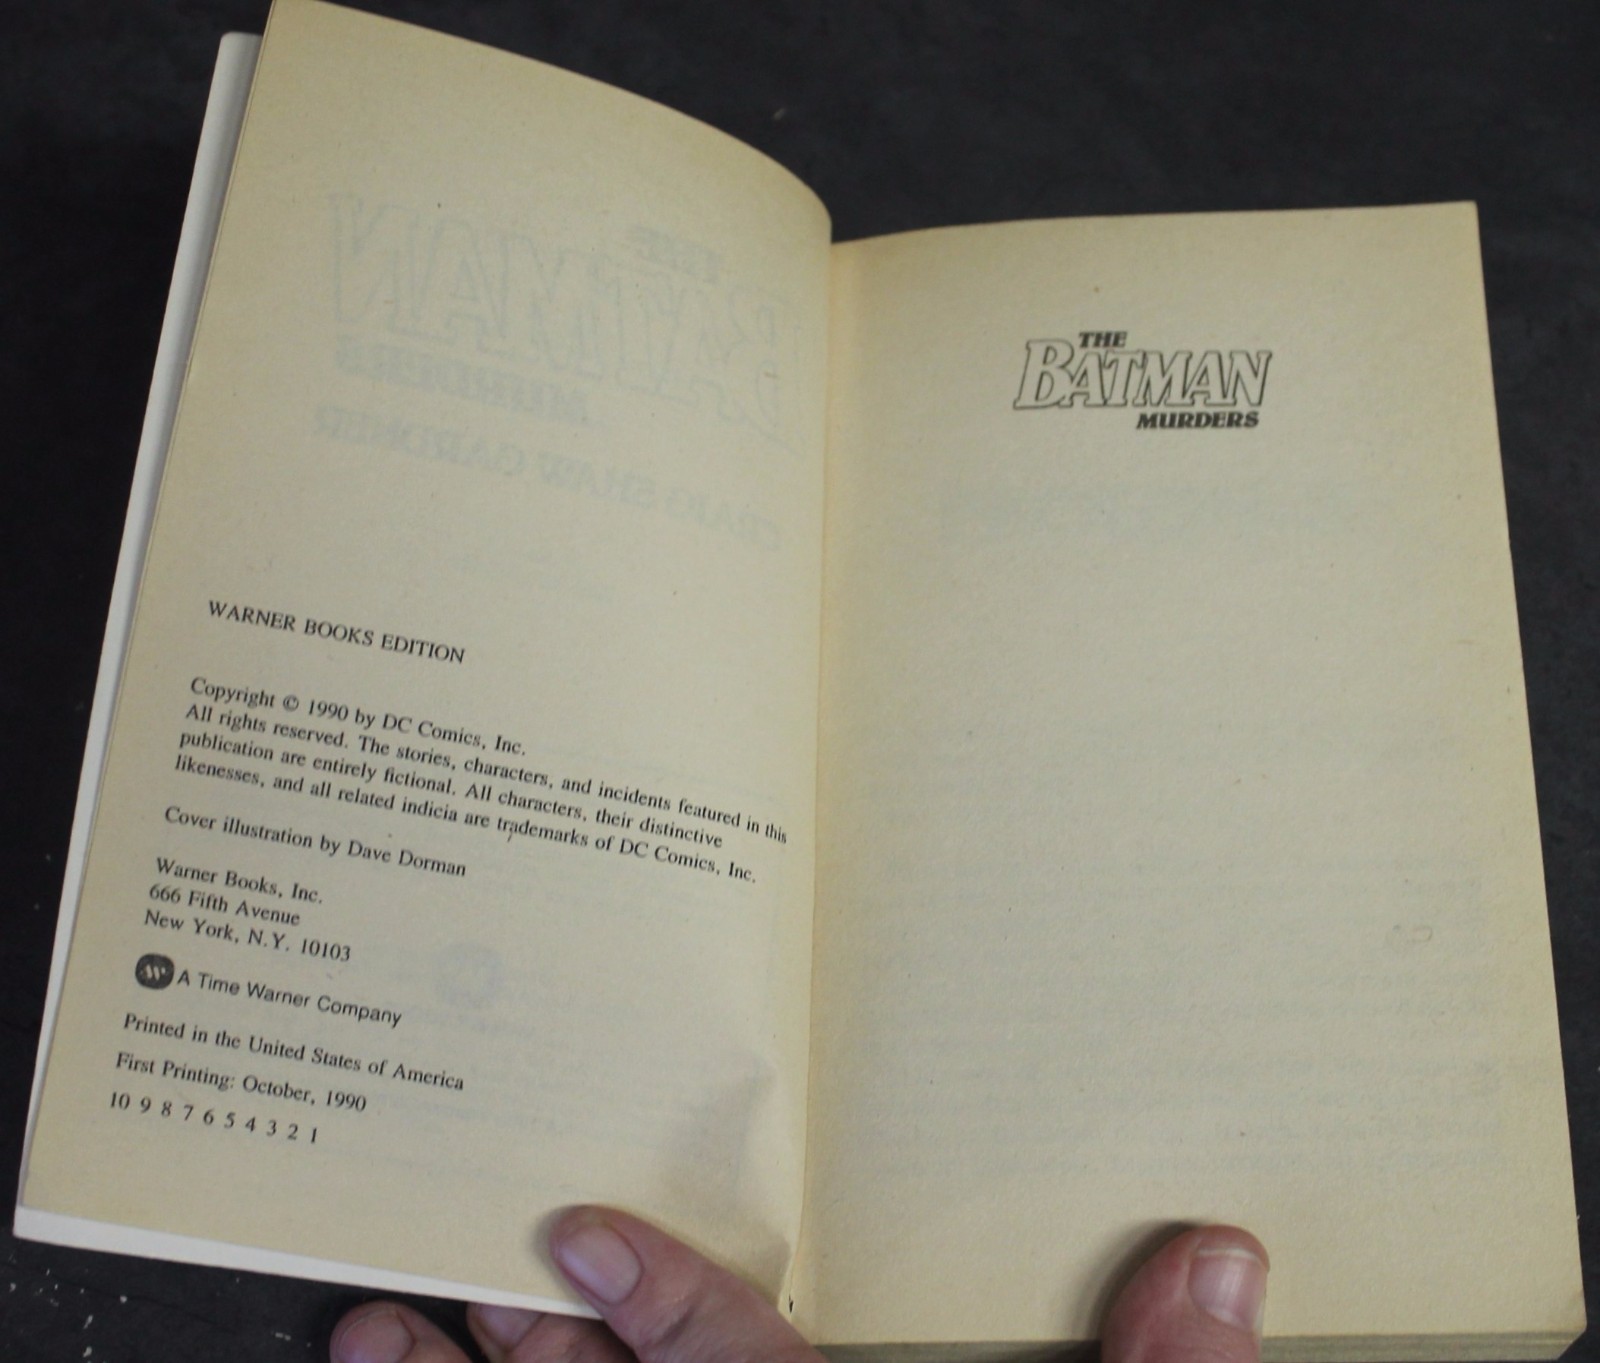 WARNER BOOKS EDITION
Copyright © 1990 by DC Comics, Inc.
All rights reserved. The stories, characters, and incidents featured in this
publication are entirely fictional. All characters, their distinctive
likenesses, and all related indicia are trademarks of DC Comics, Inc.
Cover illustration by Dave Dorman
Warner Books, Inc.
666 Fifth Avenue
New York, N.Y. 10103
A Time Warner Company
Printed in the United States of America
First Printing: October, 1990
10 9 8 7 6 5 4 3 2 1
THE
BATMAN
MURDERS